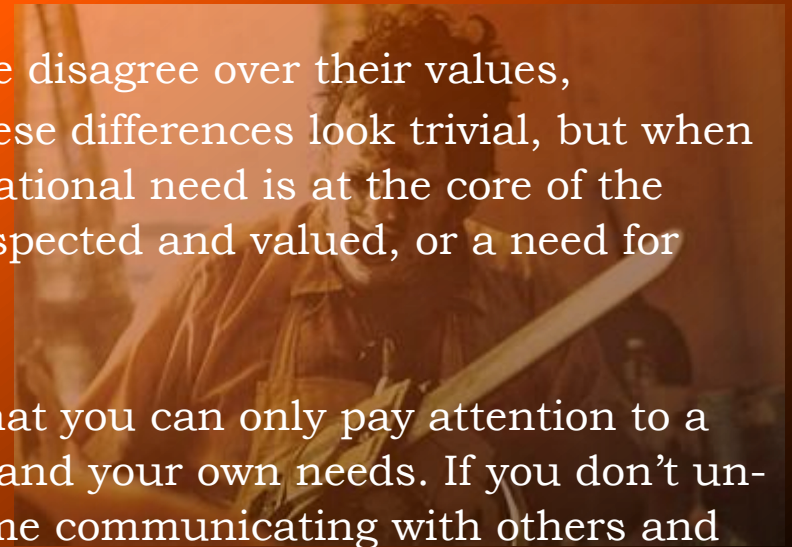 e disagree over their values,
ese differences look trivial, but when
ational need is at the core of the
spected and valued, or a need for
hat you can only pay attention to a
and your own needs. If you don’t un-
me communicating with others and